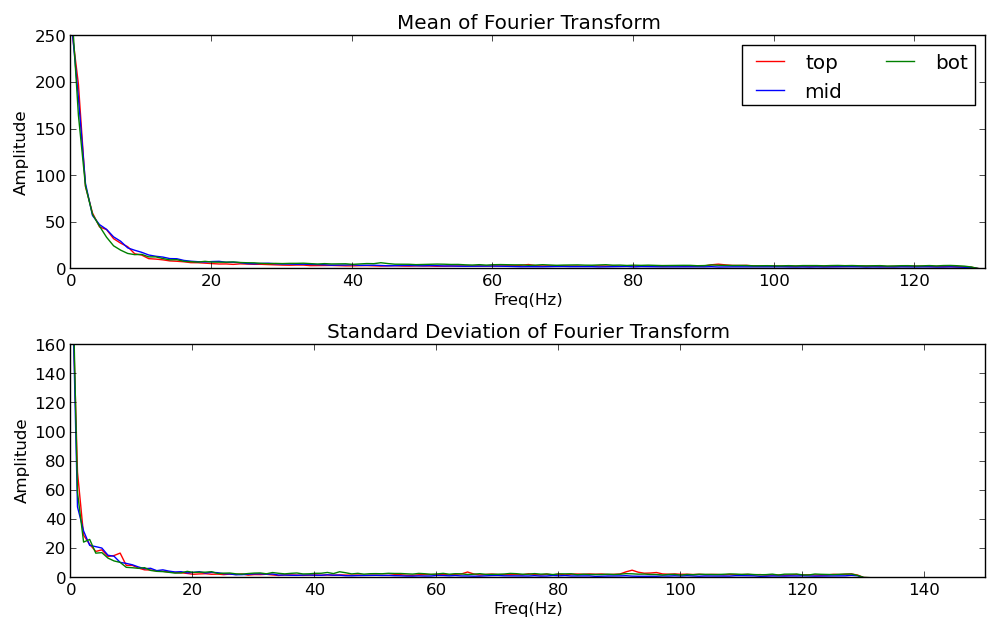 Mean of Fourier Transform
250
200
150
100
50
0
Amplitude
top
mid
bot
0 20 40 60 80 100 120
Freq(Hz)
Standard Deviation of Fourier Transform
160
140
120
100
80
60
40
20
0
Amplitude
0 20 40 60 80 100 120 140
Freq(Hz)